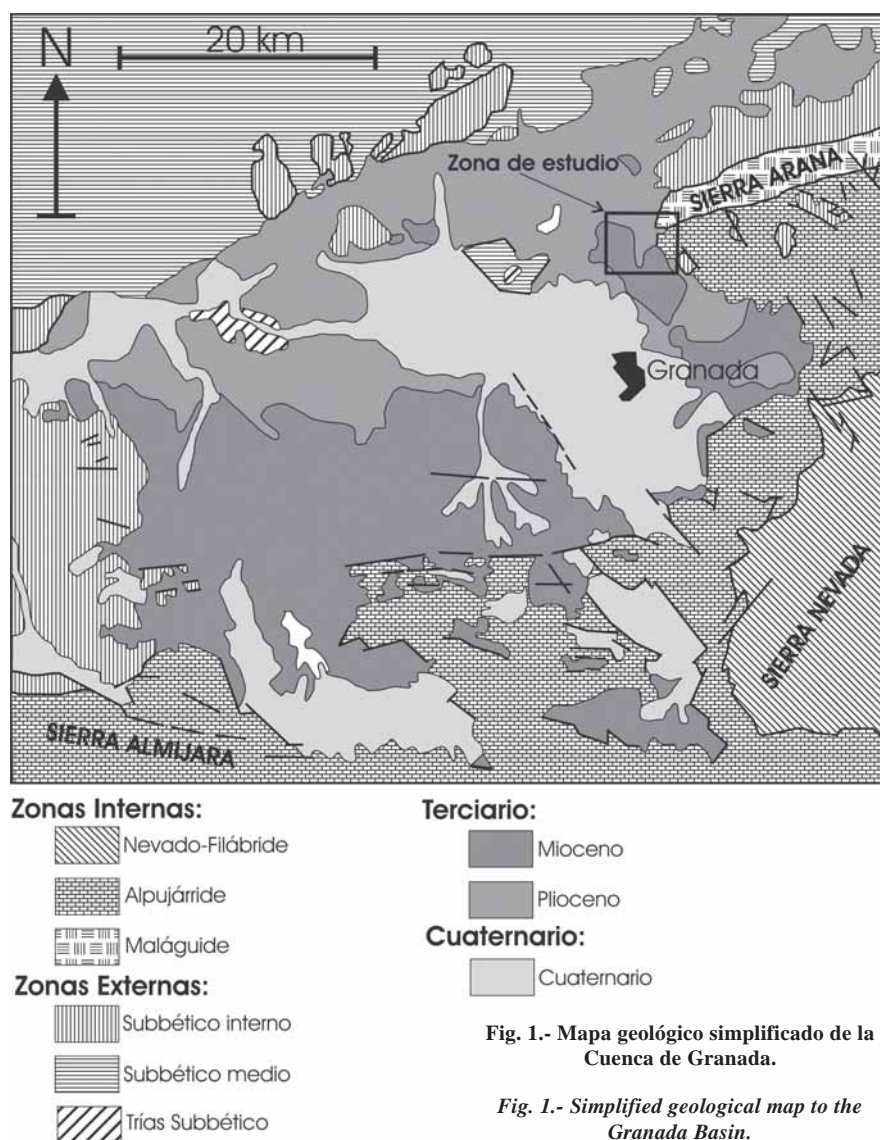 N
20 km
Zona de estudio
SIERRA ARANA
Granada
SIERRA NEVADA
SIERRA ALMIJARA
Zonas Internas:
Nevado-Filábride
Alpujárride
Maláguide
Zonas Externas:
Subbético interno
Subbético medio
Trías Subbético
Terciario:
Mioceno
Plioceno
Cuaternario:
Cuaternario
Fig. 1.- Mapa geológico simplificado de la
Cuenca de Granada.
Fig. 1.- Simplified geological map to the
Granada Basin.